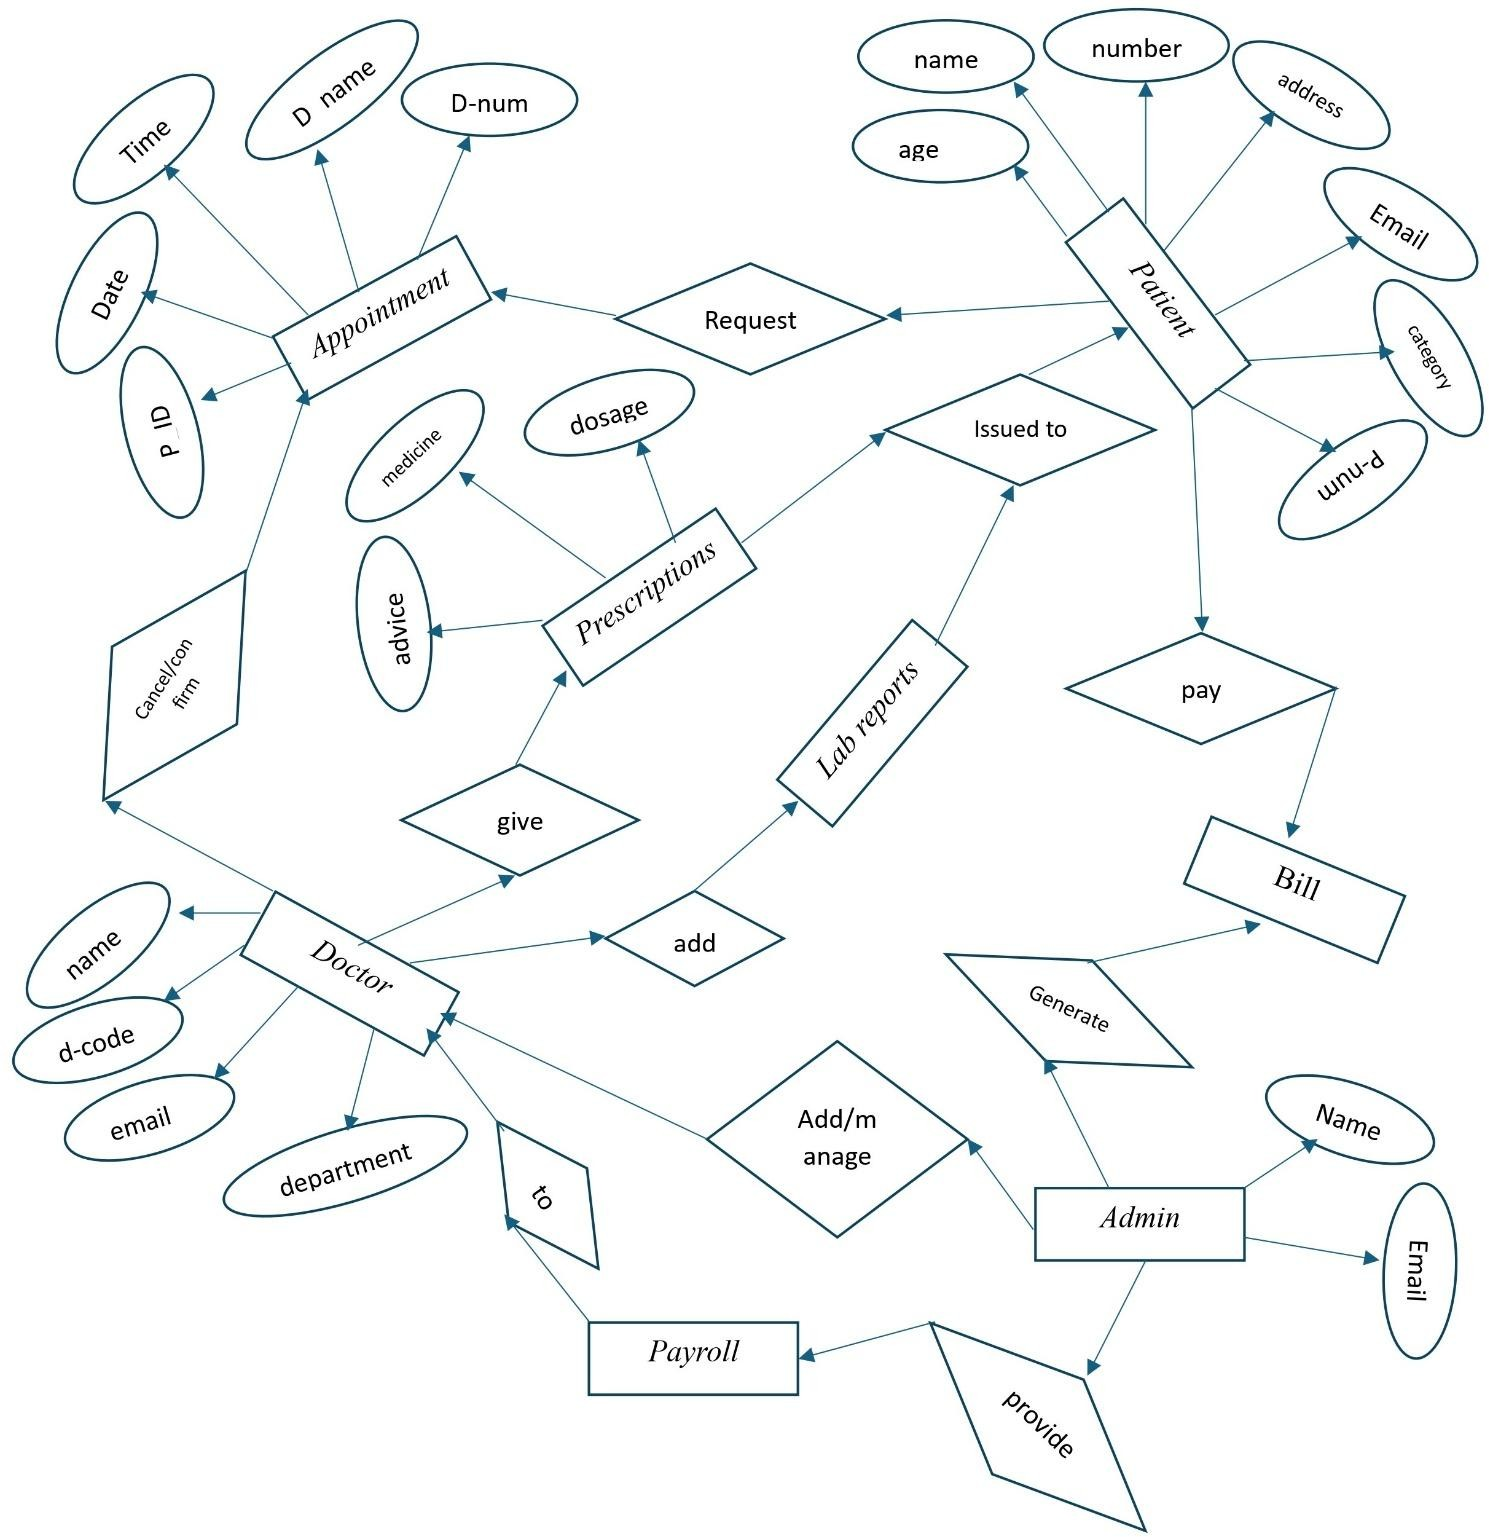 name
number
address
age
Email
category
p-num
Patient
D_name
D-num
Time
Date
P_ID
Appointment
Request
Issued to
dosage
medicine
advice
Prescriptions
Lab reports
pay
Bill
Cancel/con
firm
give
add
Doctor
name
d-code
email
department
Generate
Add/m
anage
to
Admin
Name
Email
Payroll
provide